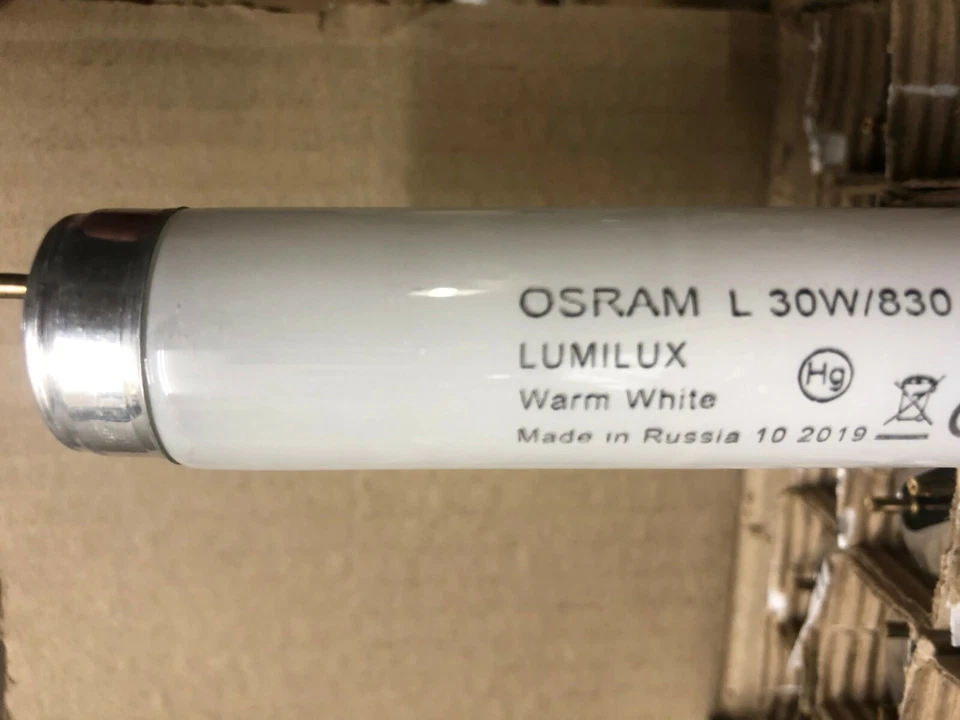 OSRAM L 30W/830
LUMILUX
Hg
Warm White
Made in Russia 10 2019